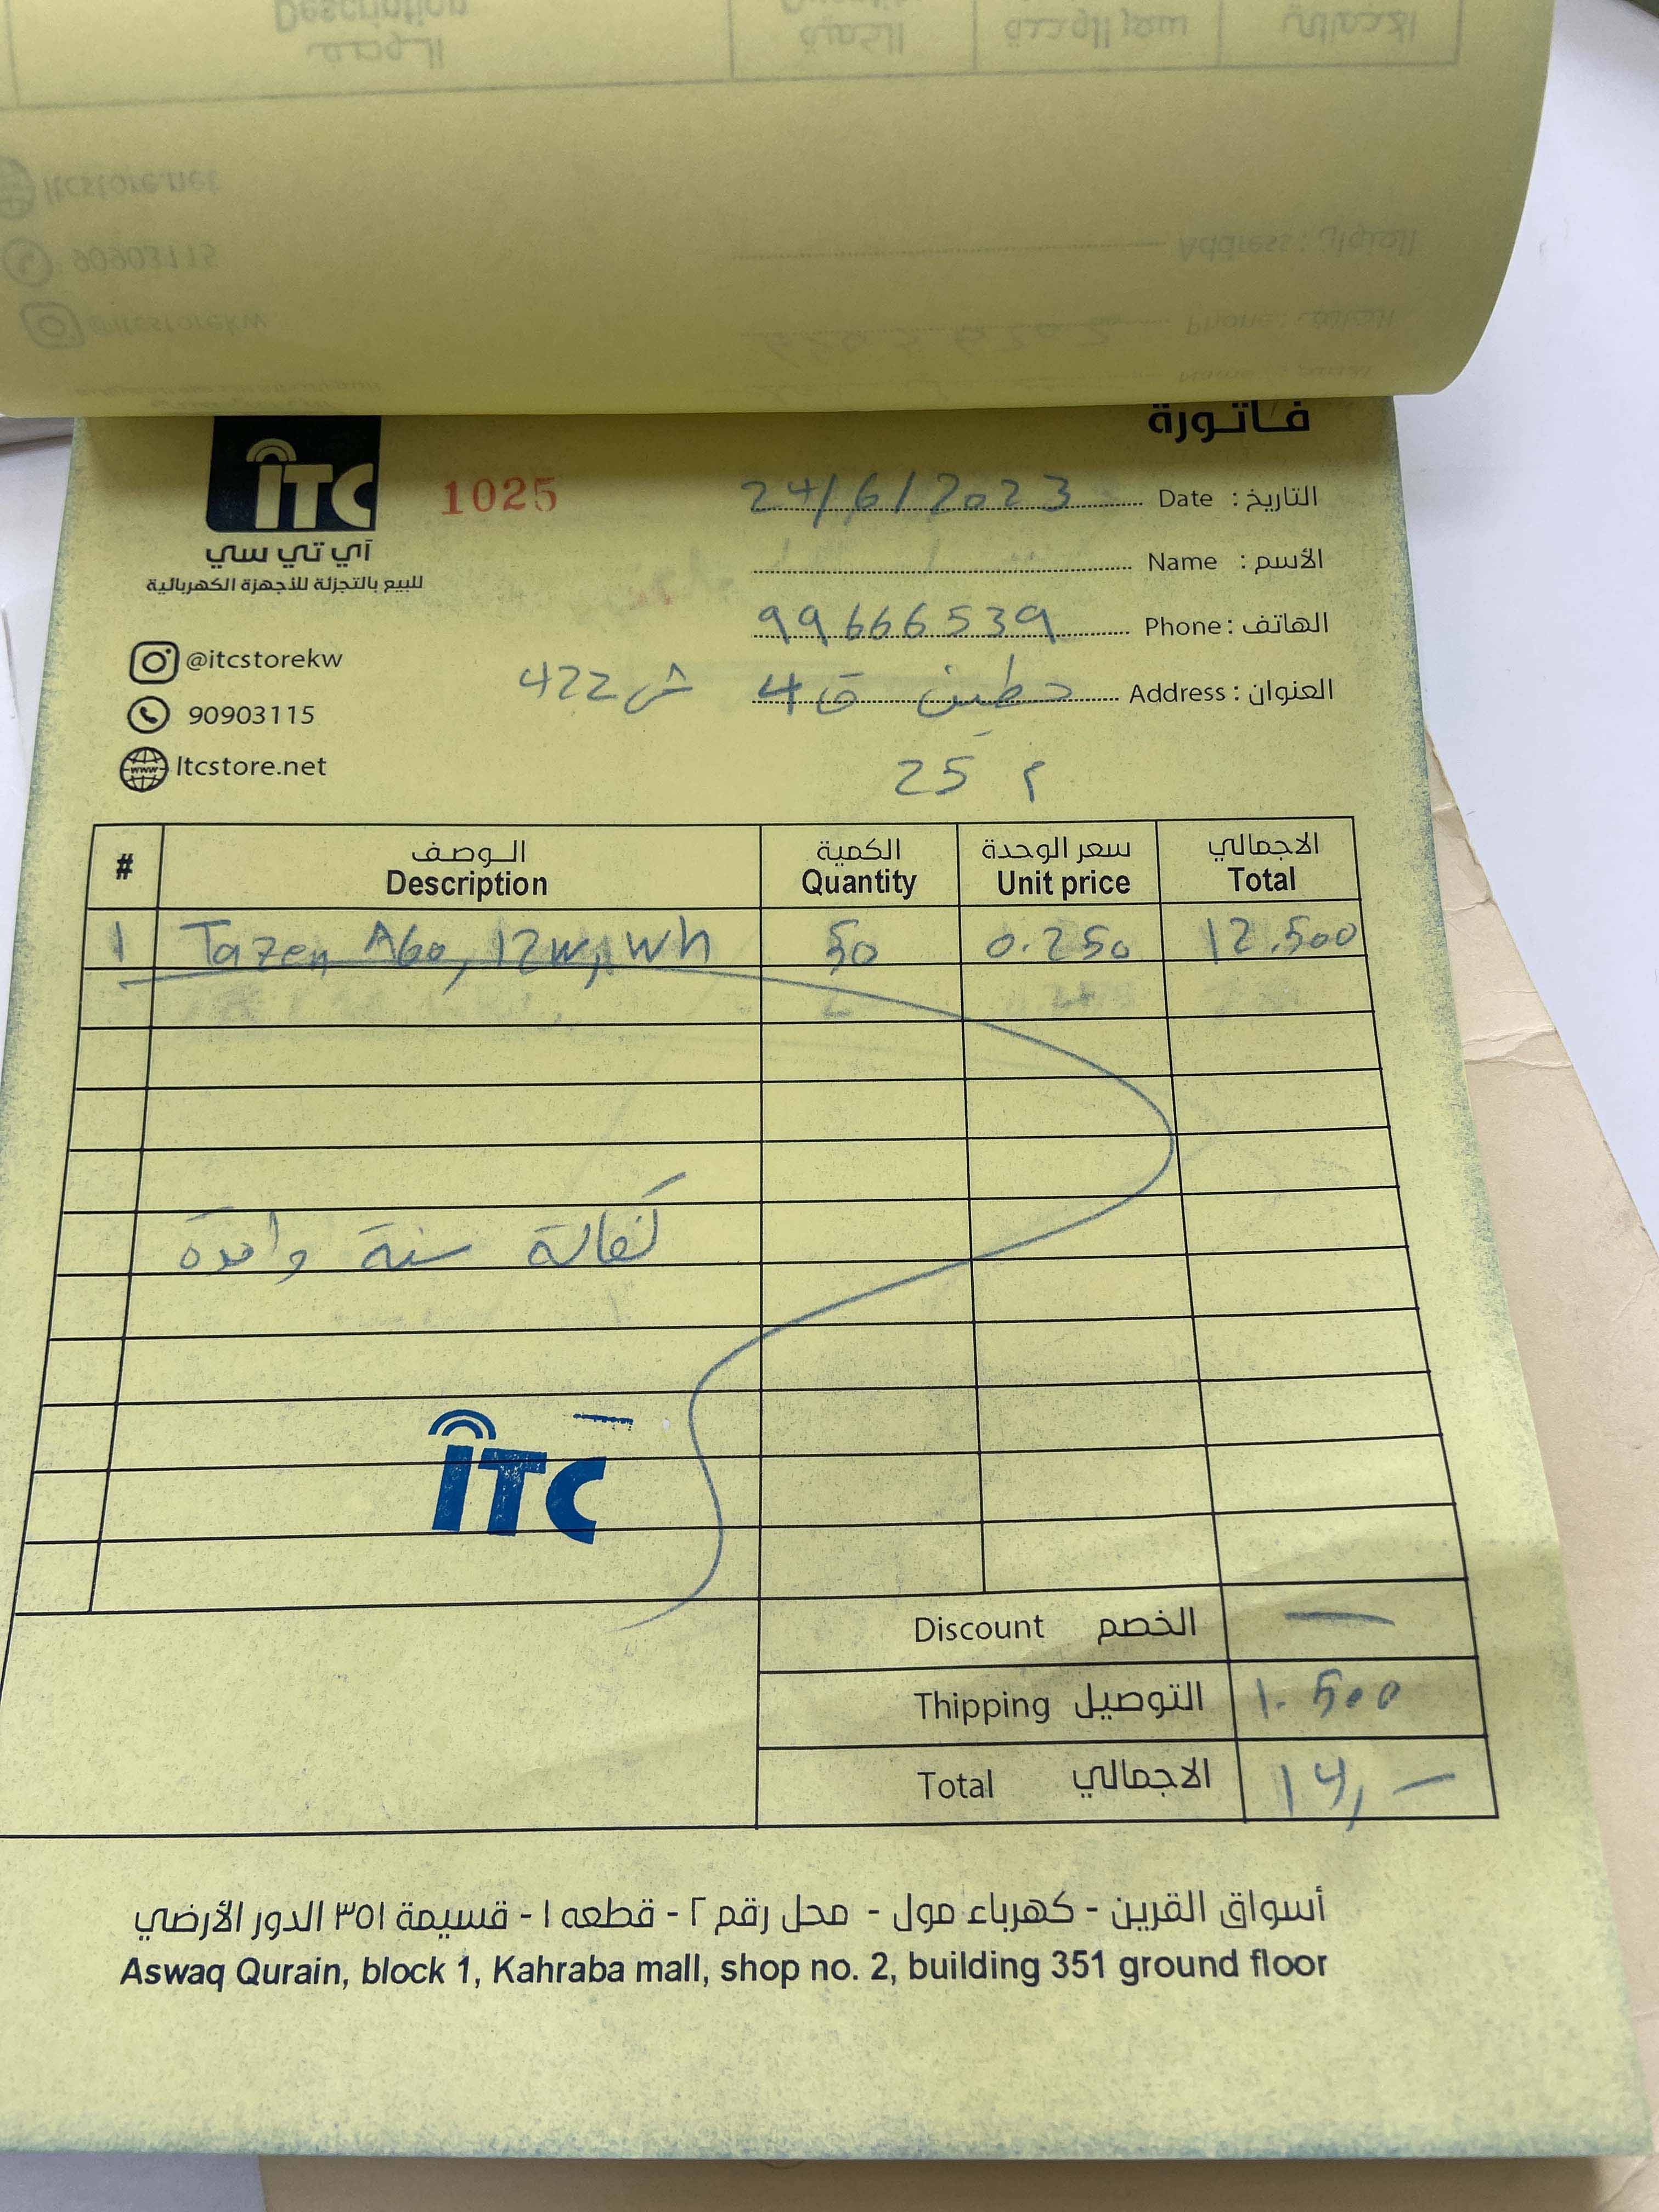 فاتورة
ITC
1025
آي تي سي
للبيع بالتجزئة للأجهزة الكهربائية
التاريخ : Date 24/6/2023
الأسم : Name
الهاتف : Phone 99666539
العنوان : Address حطين ق 4 ش 422
م 25
@itcstorekw
90903115
Itcstore.net
# الوصف الكمية سعر الوحدة الاجمالي
Description Quantity Unit price Total
1 Tazen A60, 12w, Wh 50 0.250 12.500
كفالة سنة واحدة
ITC
Discount الخصم —
Thipping التوصيل 1.500
Total الاجمالي 14,—
أسواق القرين - كهرباء مول - محل رقم ٢ - قطعه ١ - قسيمة ٣٥١ الدور الأرضي
Aswaq Qurain, block 1, Kahraba mall, shop no. 2, building 351 ground floor